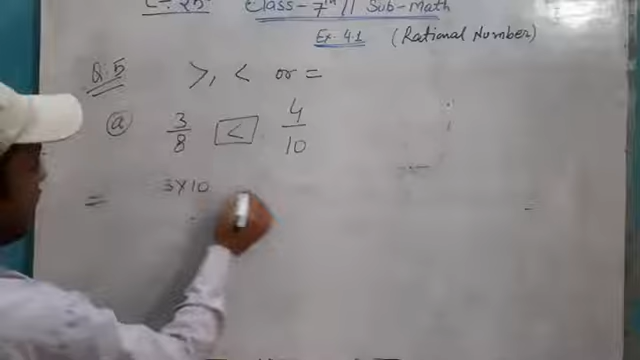 Class-7th // Sub-Math
Ex-4.1 (Rational Number)
Q.5 >, < or =
(a) 3/8 < 4/10
= 3×10